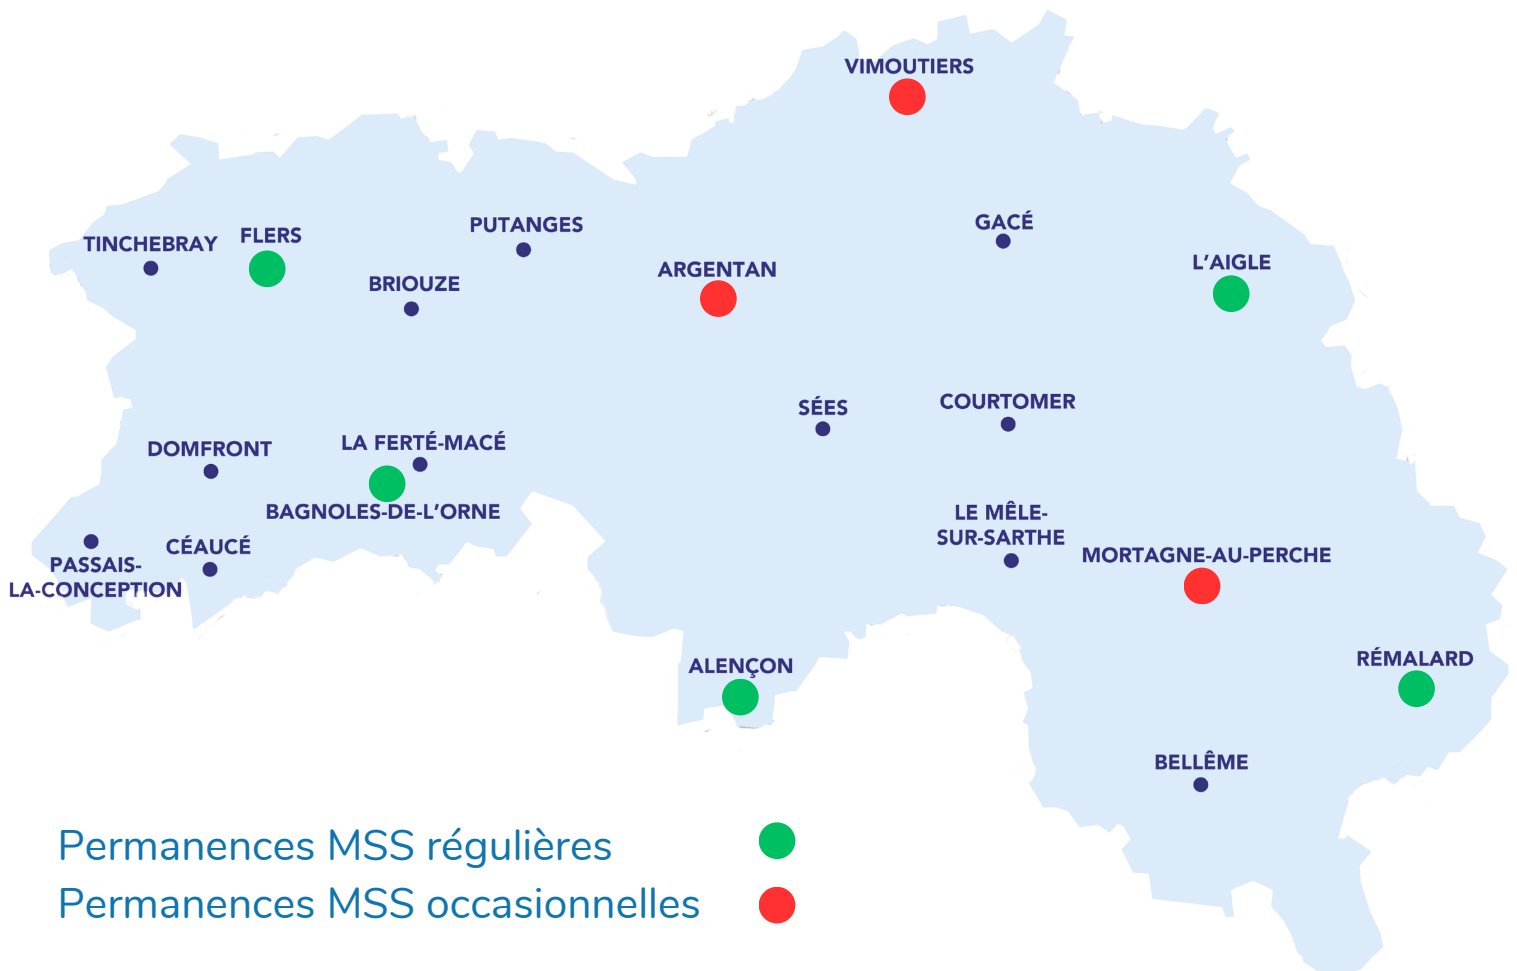 VIMOUTIERS
PUTANGES
GACÉ
TINCHEBRAY
FLERS
BRIOUZE
ARGENTAN
L'AIGLE
SÉES
COURTOMER
DOMFRONT
LA FERTÉ-MACÉ
BAGNOLES-DE-L'ORNE
LE MÊLE-
SUR-SARTHE
CÉAUCÉ
MORTAGNE-AU-PERCHE
PASSAIS-
LA-CONCEPTION
ALENÇON
RÉMALARD
BELLÊME
Permanences MSS régulières
Permanences MSS occasionnelles